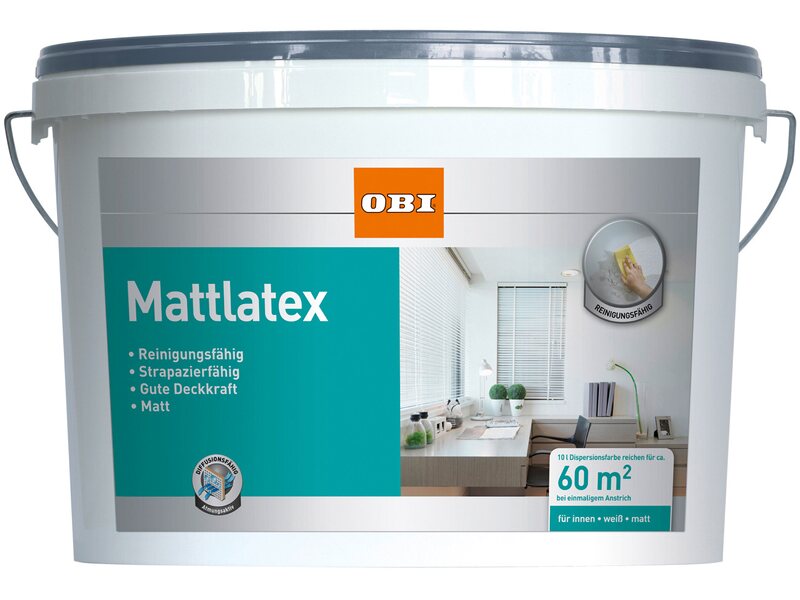 OBI
REINIGUNGSFÄHIG
Mattlatex
• Reinigungsfähig
• Strapazierfähig
• Gute Deckkraft
• Matt
DIFFUSIONSFÄHIG
Atmungsaktiv
10 l Dispersionsfarbe reichen für ca.
60 m²
bei einmaligem Anstrich
für innen • weiß • matt